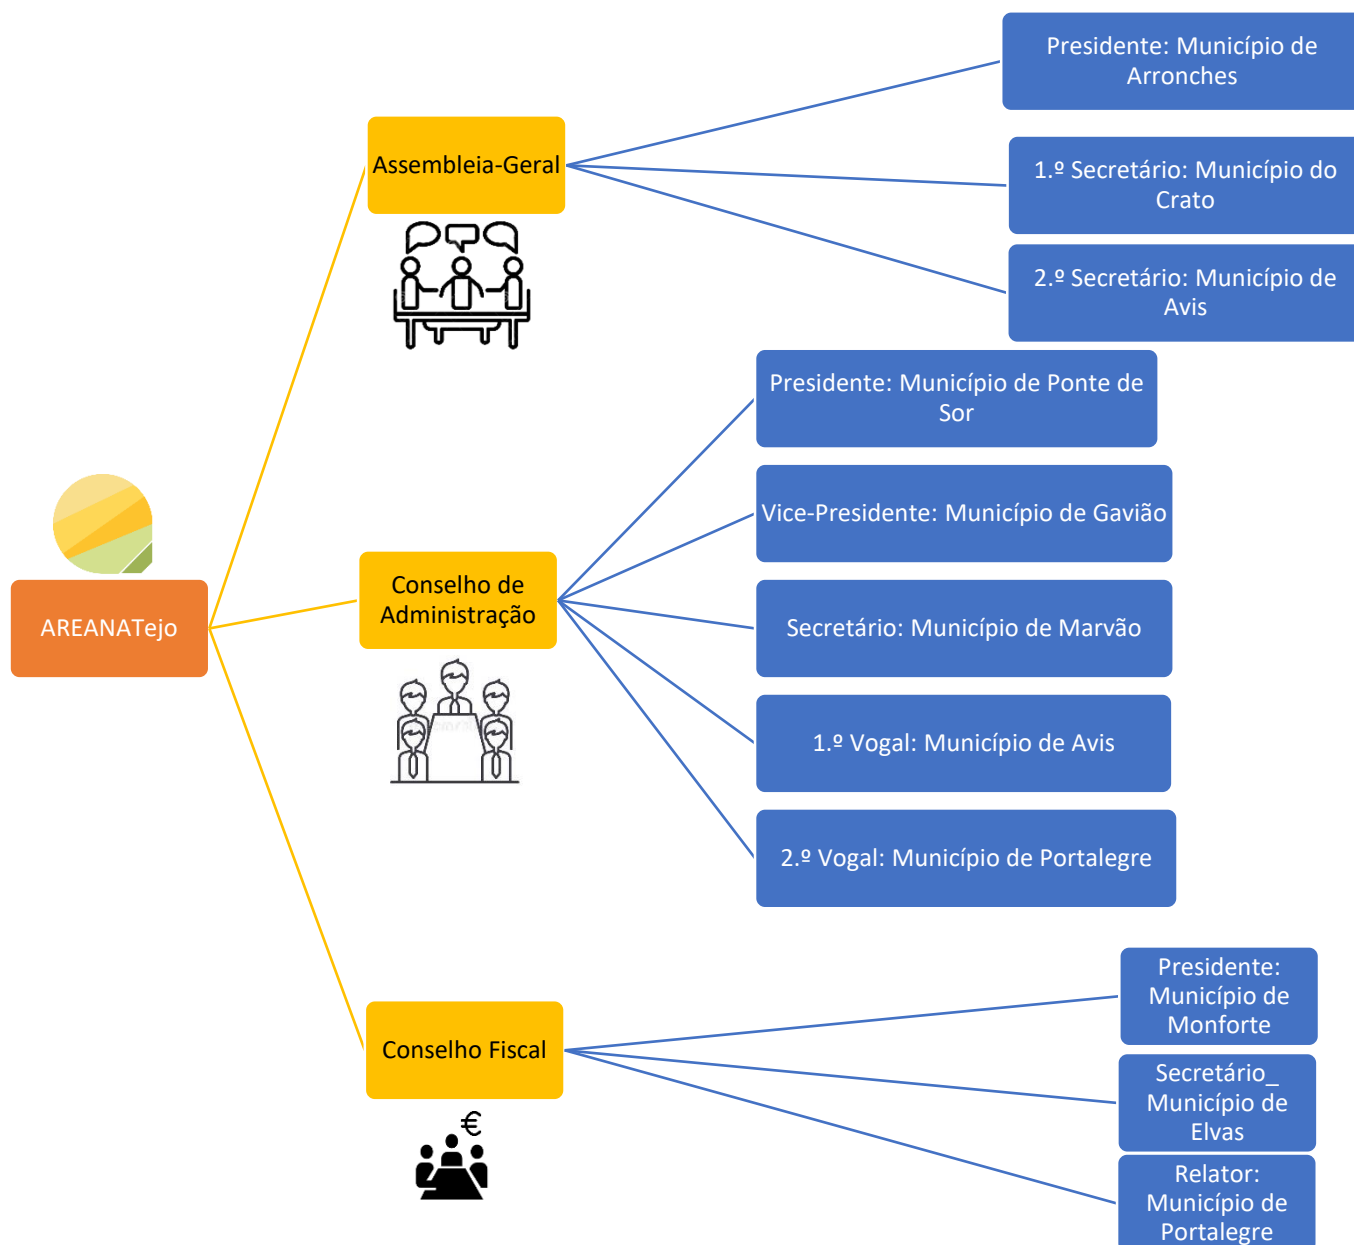 Presidente: Município de
Arronches
Assembleia-Geral
1.º Secretário: Município do
Crato
2.º Secretário: Município de
Avis
Presidente: Município de Ponte de
Sor
Vice-Presidente: Município de Gavião
AREANATejo
Conselho de
Administração
Secretário: Município de Marvão
1.º Vogal: Município de Avis
2.º Vogal: Município de Portalegre
Presidente:
Município de
Monforte
Conselho Fiscal
Secretário_
Município de
Elvas
€
Relator:
Município de
Portalegre